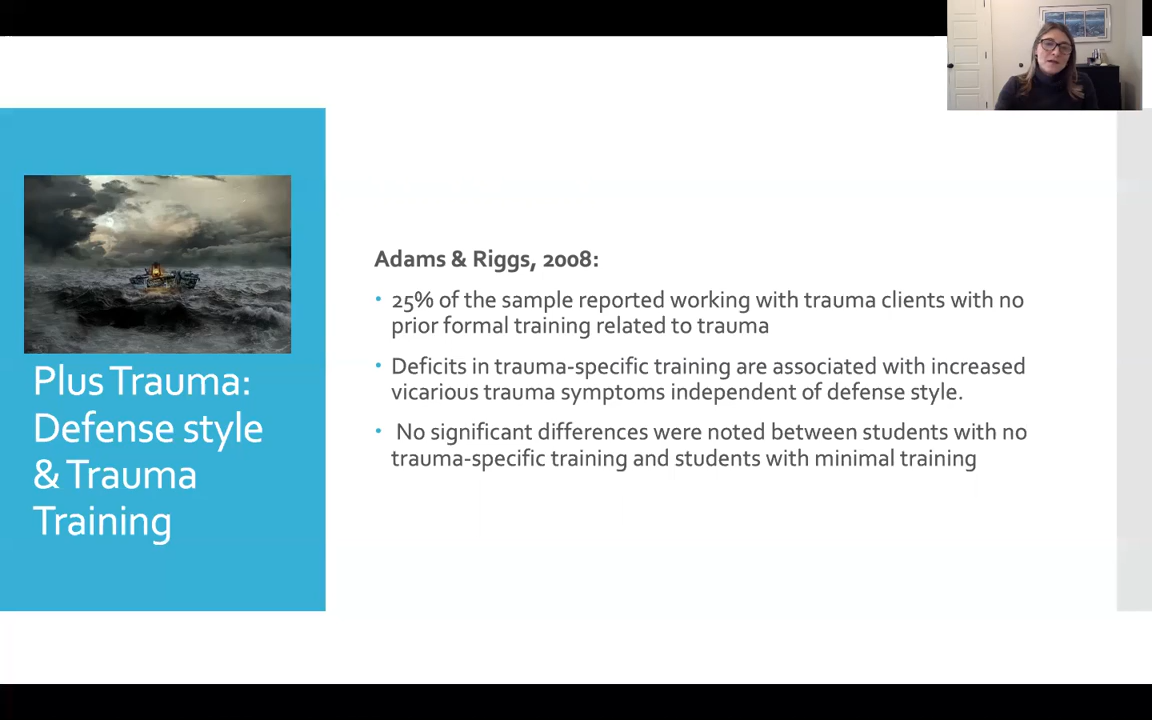 Plus Trauma:
Defense style
& Trauma
Training
Adams & Riggs, 2008:
• 25% of the sample reported working with trauma clients with no
prior formal training related to trauma
• Deficits in trauma-specific training are associated with increased
vicarious trauma symptoms independent of defense style.
• No significant differences were noted between students with no
trauma-specific training and students with minimal training